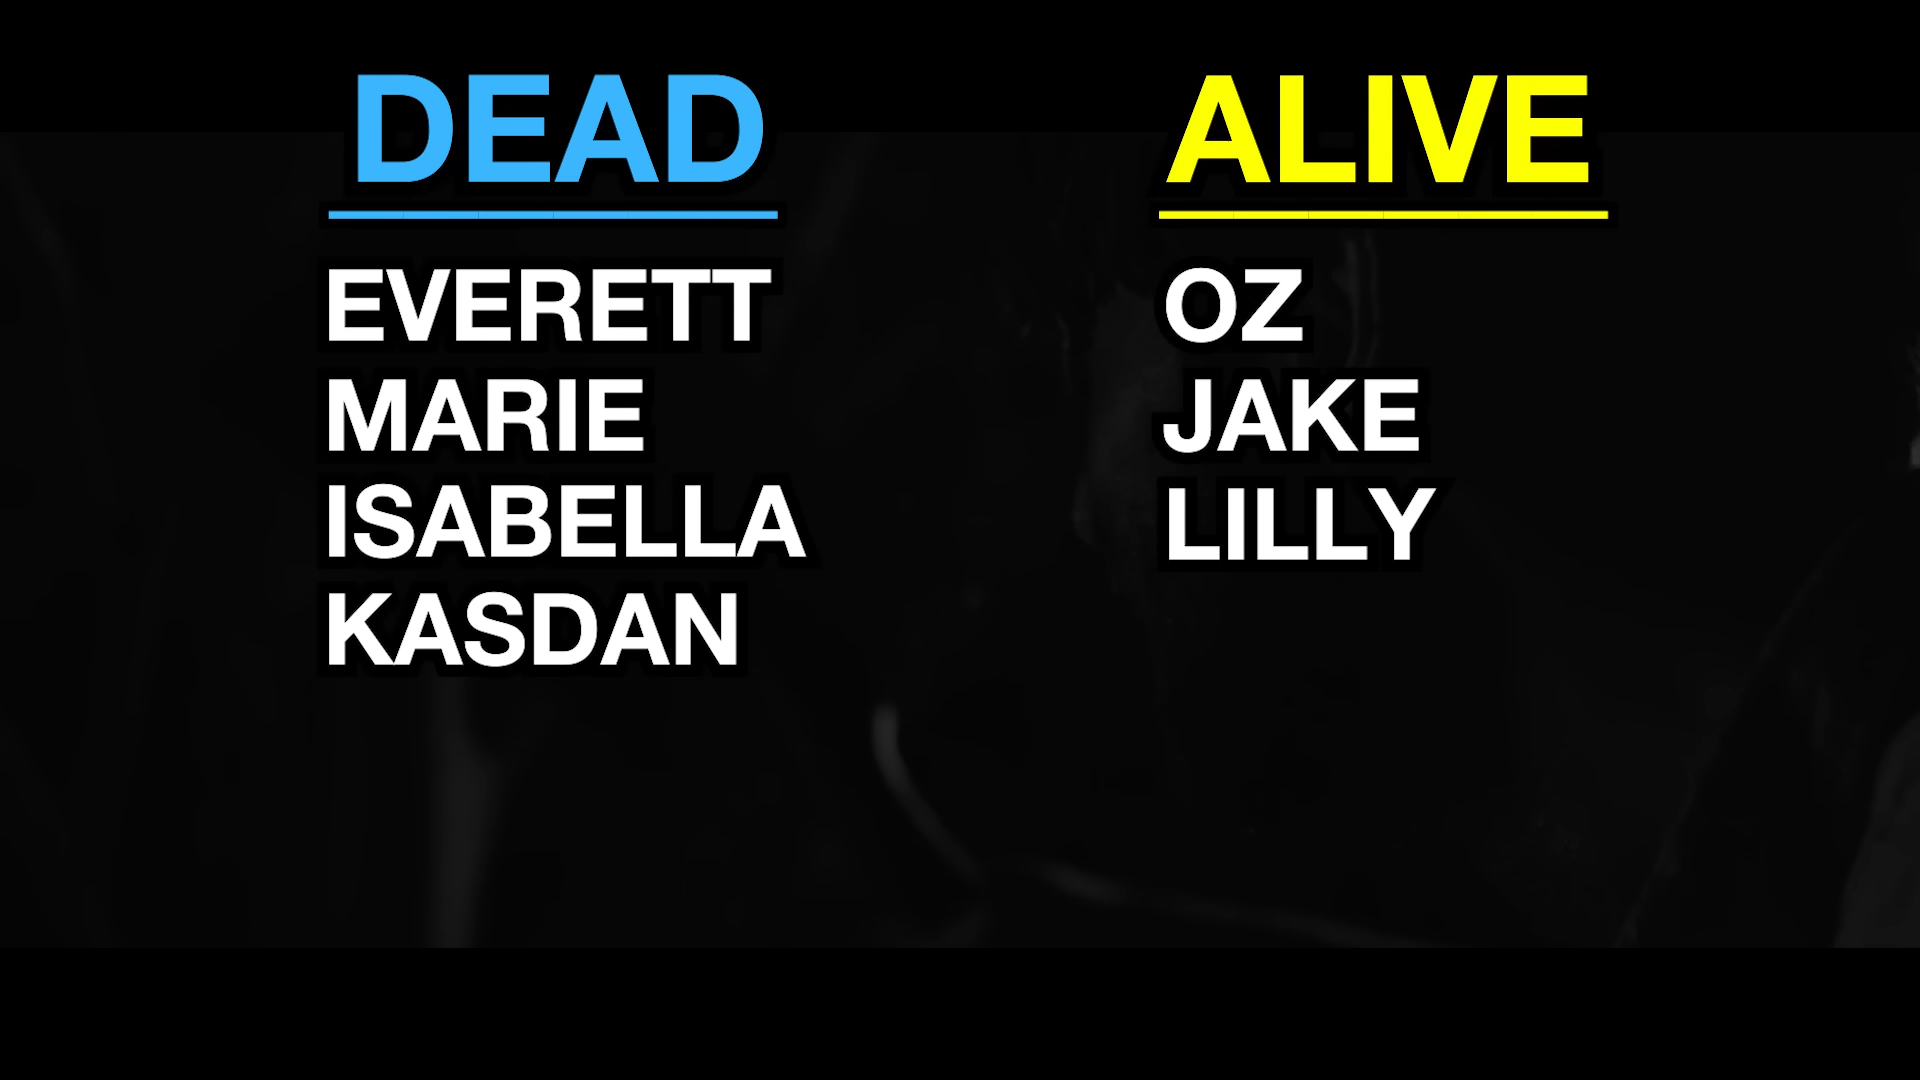 DEAD
EVERETT
MARIE
ISABELLA
KASDAN
ALIVE
OZ
JAKE
LILLY